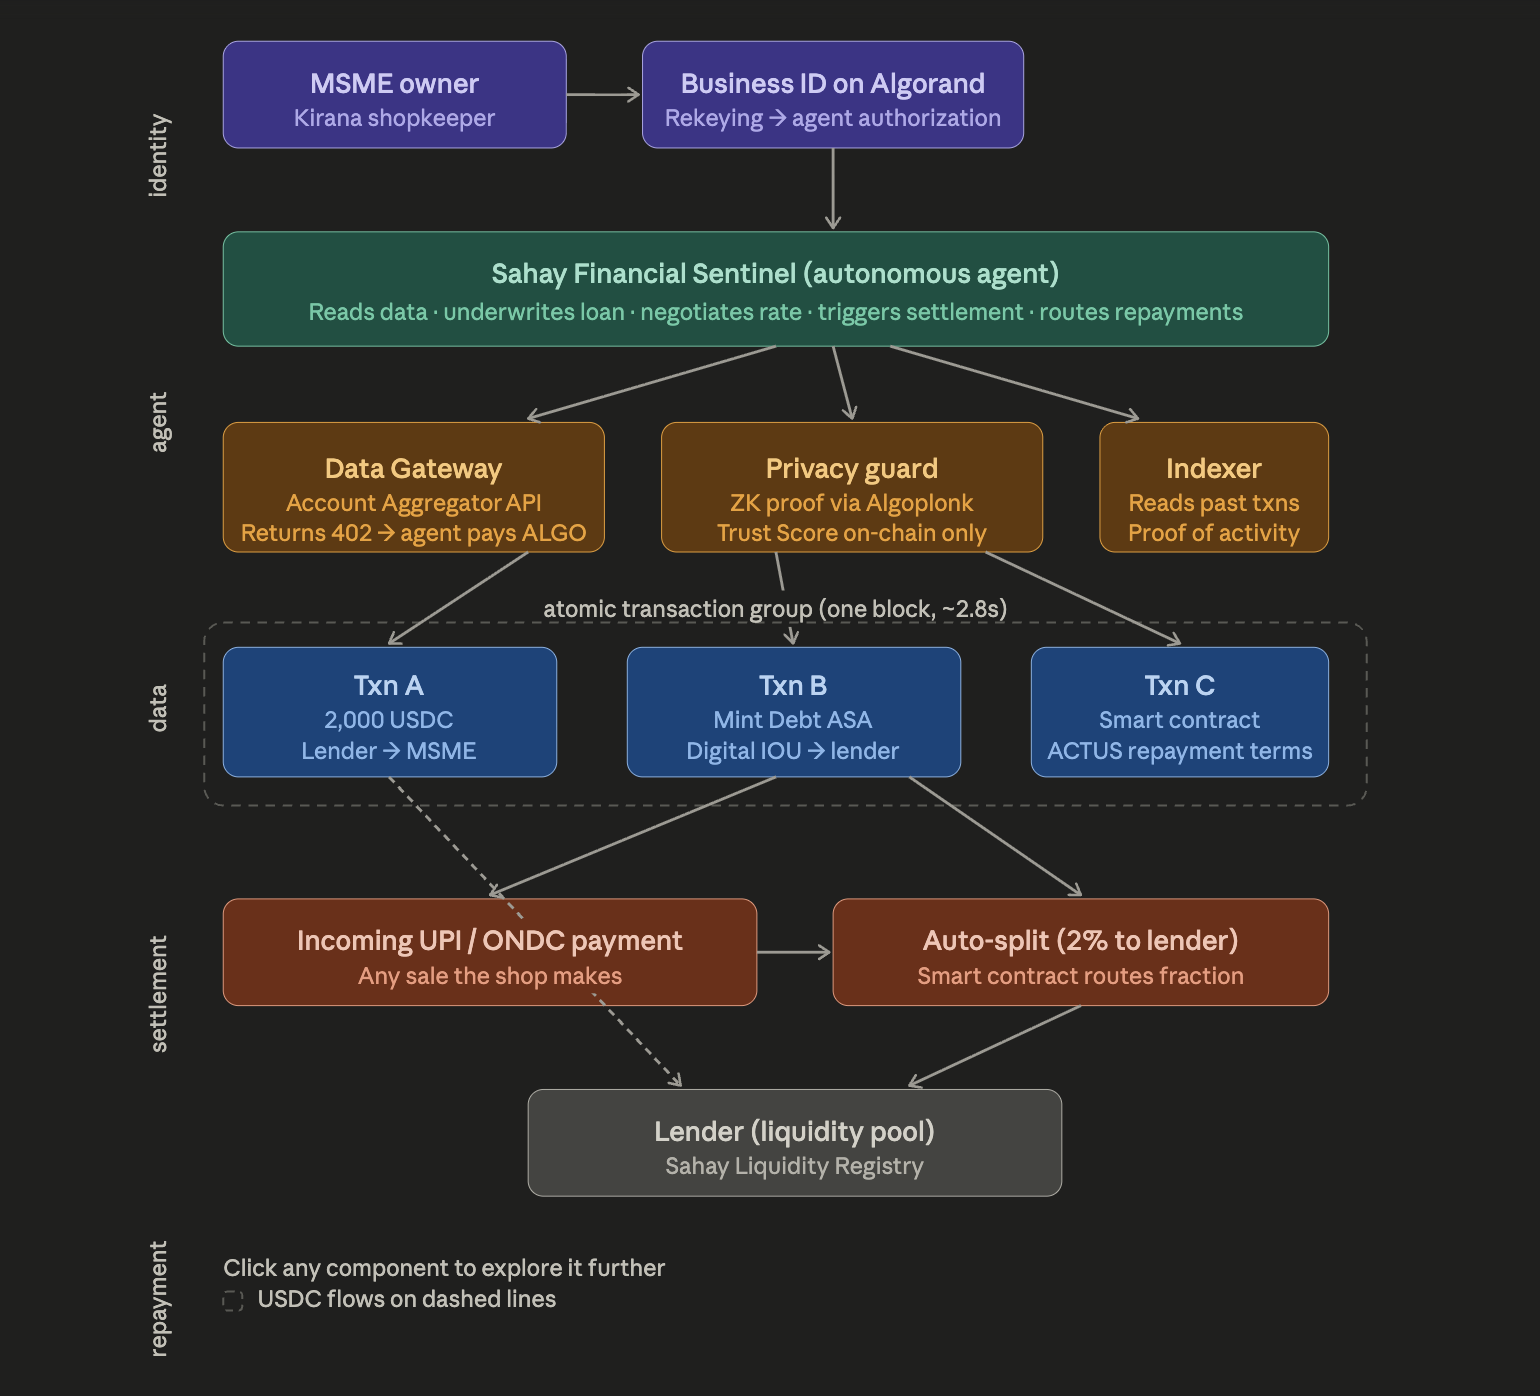 MSME owner
Kirana shopkeeper
Business ID on Algorand
Rekeying → agent authorization
identity
Sahay Financial Sentinel (autonomous agent)
Reads data · underwrites loan · negotiates rate · triggers settlement · routes repayments
agent
Data Gateway
Account Aggregator API
Returns 402 → agent pays ALGO
Privacy guard
ZK proof via Algoplonk
Trust Score on-chain only
Indexer
Reads past txns
Proof of activity
atomic transaction group (one block, ~2.8s)
data
Txn A
2,000 USDC
Lender → MSME
Txn B
Mint Debt ASA
Digital IOU → lender
Txn C
Smart contract
ACTUS repayment terms
settlement
Incoming UPI / ONDC payment
Any sale the shop makes
Auto-split (2% to lender)
Smart contract routes fraction
Lender (liquidity pool)
Sahay Liquidity Registry
repayment
Click any component to explore it further
USDC flows on dashed lines